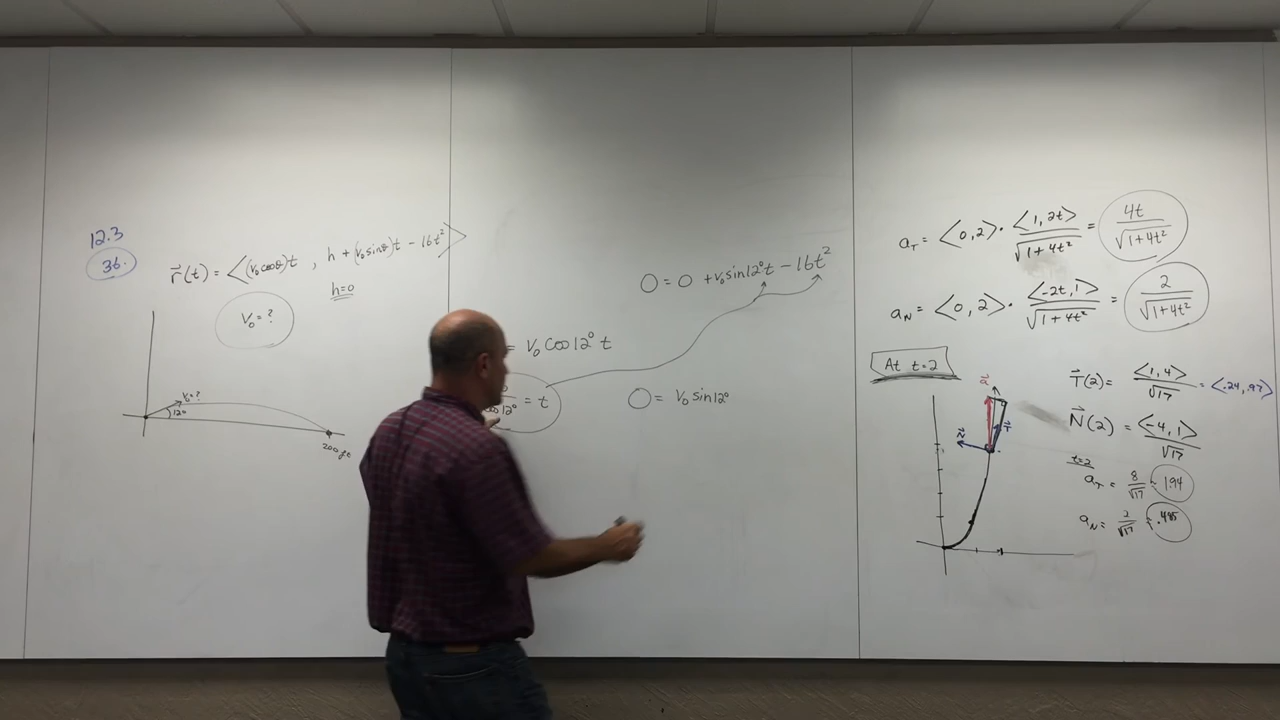 12.3
36.
r⃗(t) = ⟨(v₀cosθ)t , h + (v₀sinθ)t - 16t²⟩
h=0
V₀ = ?
V₀=?
12°
200 ft
0 = 0 + v₀ sin12° t - 16t²
= V₀ cos12° t
cos12° = t
0 = V₀ sin12°
a_T = <0,2> · <1,2t>/√(1+4t²) = 4t/√(1+4t²)
a_N = <0,2> · <-2t,1>/√(1+4t²) = 2/√(1+4t²)
At t=2
a⃗
N⃗
T⃗
T⃗(2) = <1,4>/√17 = <.24,.97>
N⃗(2) = <-4,1>/√17
t=2
a_T = 8/√17 ≈ 1.94
a_N = 2/√17 ≈ .485